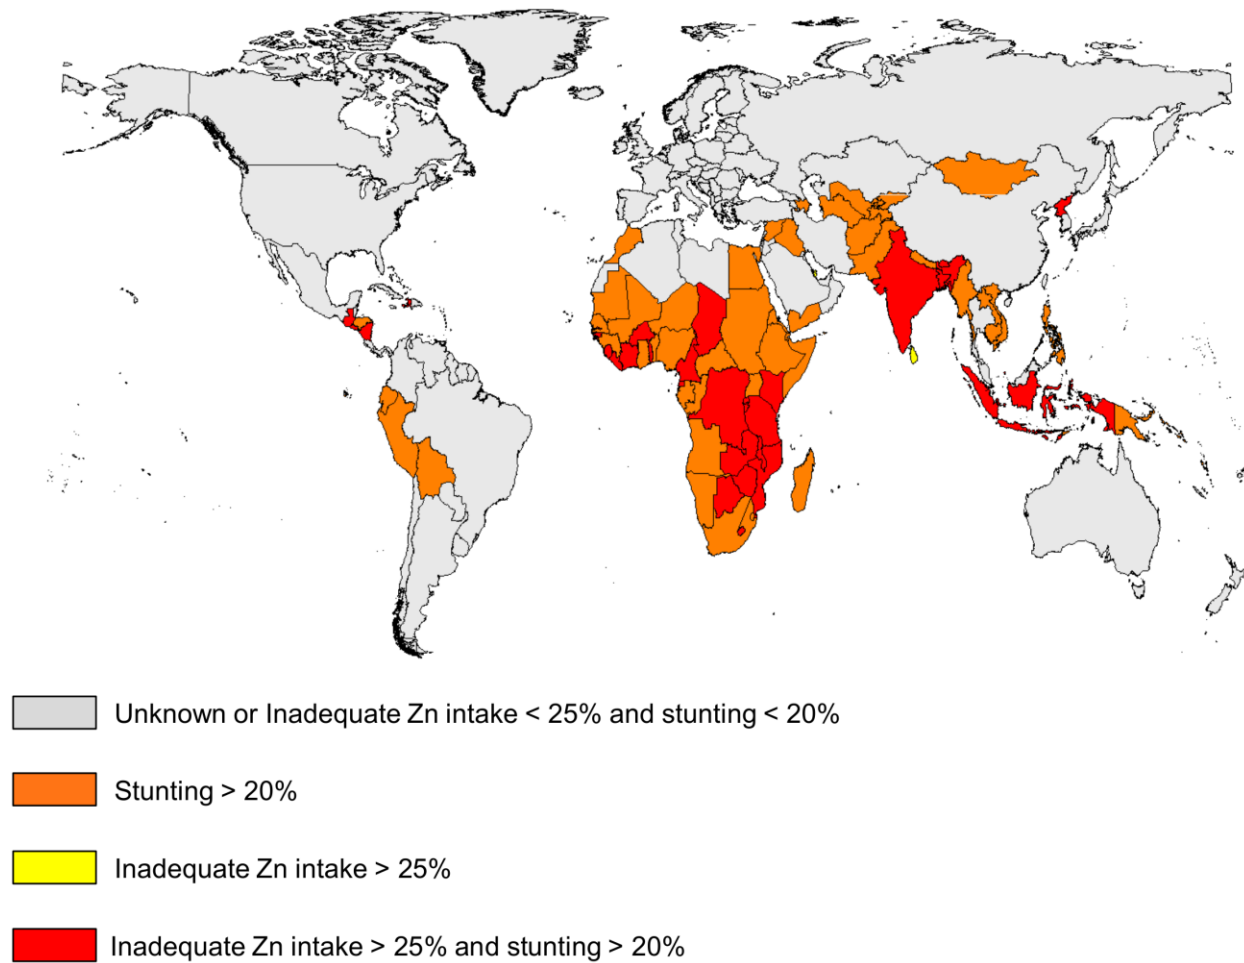 Unknown or Inadequate Zn intake < 25% and stunting < 20%
Stunting > 20%
Inadequate Zn intake > 25%
Inadequate Zn intake > 25% and stunting > 20%